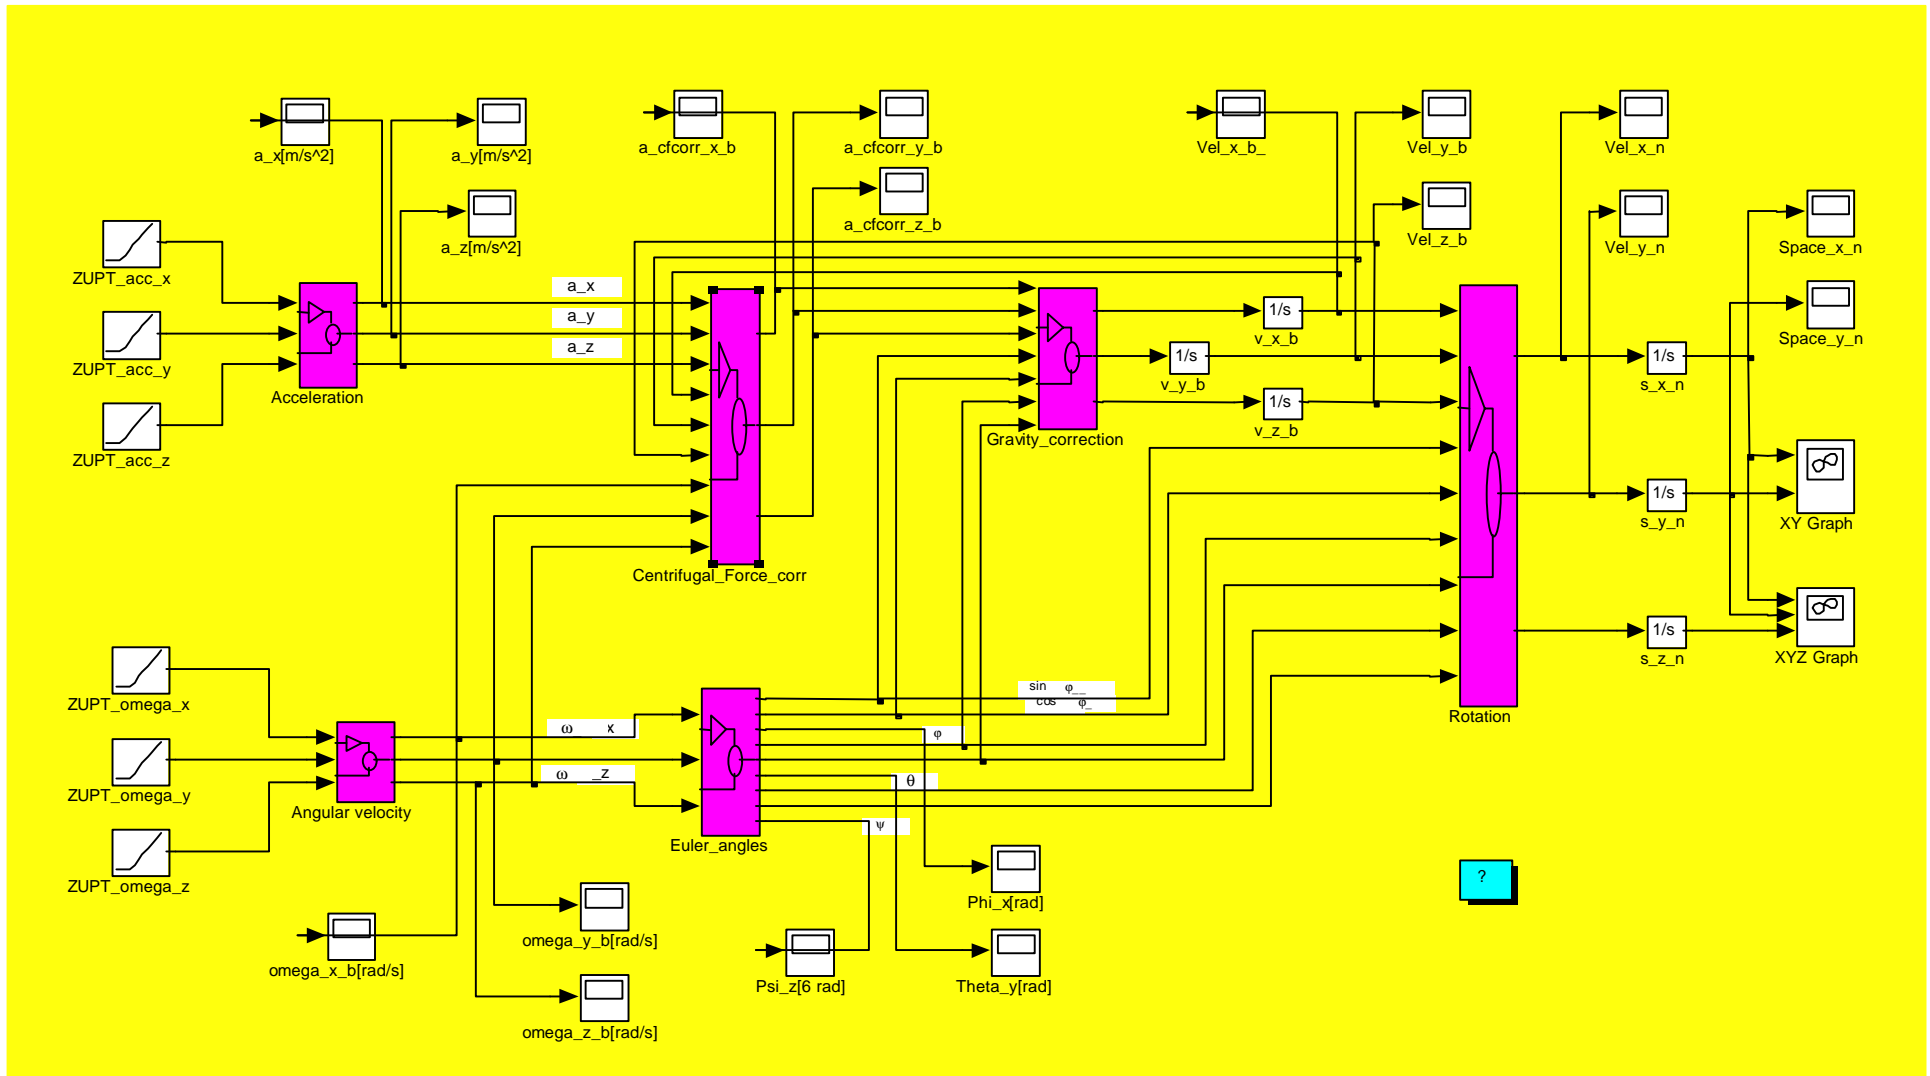 a_x[m/s^2]
a_y[m/s^2]
a_cfcorr_x_b
a_cfcorr_y_b
Vel_x_b_
Vel_y_b
Vel_x_n
a_z[m/s^2]
a_cfcorr_z_b
Vel_z_b
Vel_y_n
Space_x_n
ZUPT_acc_x
a_x
a_y
a_z
1/s
v_x_b
Space_y_n
ZUPT_acc_y
Acceleration
1/s
v_y_b
1/s
s_x_n
1/s
v_z_b
Gravity_correction
ZUPT_acc_z
1/s
s_y_n
XY Graph
Centrifugal_Force_corr
1/s
s_z_n
XYZ Graph
ZUPT_omega_x
sin φ__
cos φ_
Rotation
ω x
φ
ZUPT_omega_y
ω _z
θ
Angular velocity
ψ
Euler_angles
ZUPT_omega_z
?
Phi_x[rad]
omega_y_b[rad/s]
omega_x_b[rad/s]
Psi_z[6 rad]
Theta_y[rad]
omega_z_b[rad/s]